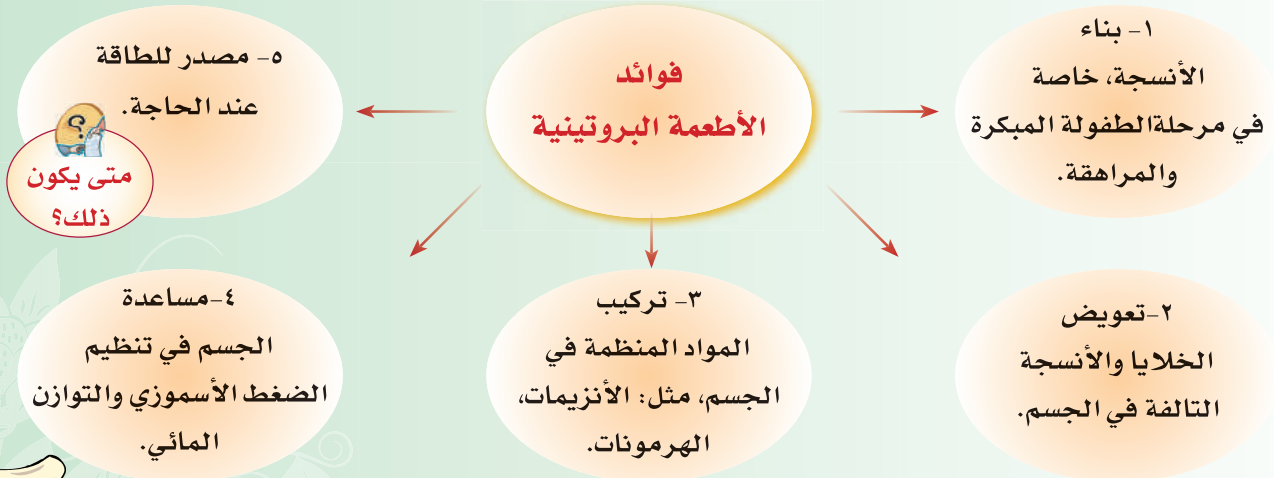 فوائد
الأطعمة البروتينية
١- بناء
الأنسجة، خاصة
في مرحلةالطفولة المبكرة
والمراهقة.
٢-تعويض
الخلايا والأنسجة
التالفة في الجسم.
٣- تركيب
المواد المنظمة في
الجسم، مثل: الأنزيمات،
الهرمونات.
٤-مساعدة
الجسم في تنظيم
الضغط الأسموزي والتوازن
المائي.
٥- مصدر للطاقة
عند الحاجة.
؟
متى يكون
ذلك؟